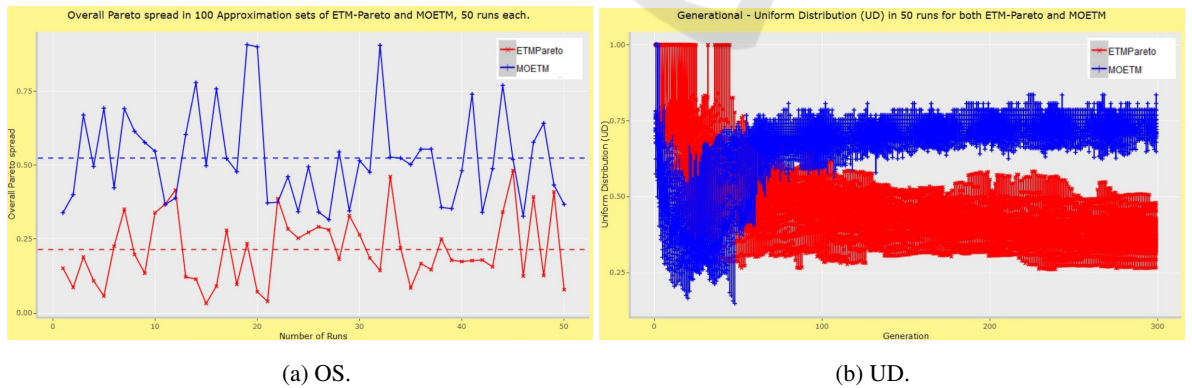 Overall Pareto spread in 100 Approximation sets of ETM-Pareto and MOETM, 50 runs each.
ETMPareto
MOETM
Overall Pareto spread
0.75
0.50
0.25
0.00
0
10
20
30
40
50
Number of Runs
(a) OS.
Generational - Uniform Distribution (UD) in 50 runs for both ETM-Pareto and MOETM
ETMPareto
MOETM
Uniform Distribution (UD)
1.00
0.75
0.50
0.25
0
100
200
300
Generation
(b) UD.